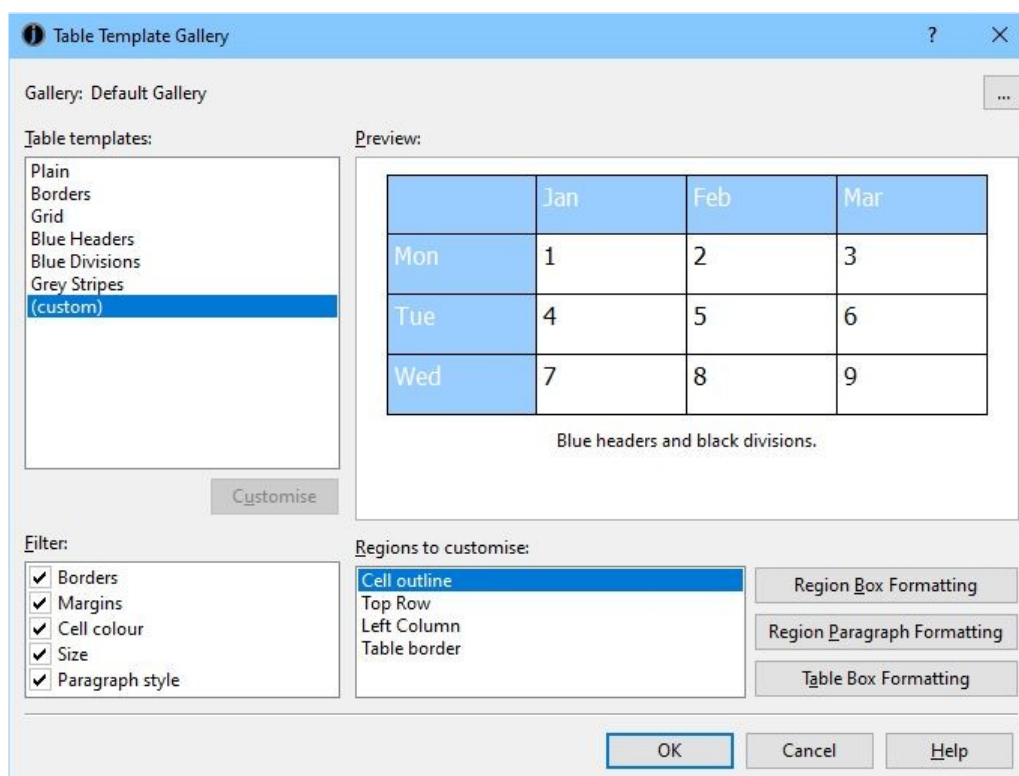 Table Template Gallery
?
Gallery: Default Gallery
...
Table templates:
Plain
Borders
Grid
Blue Headers
Blue Divisions
Grey Stripes
(custom)
Customise
Preview:
Jan Feb Mar
Mon 1 2 3
Tue 4 5 6
Wed 7 8 9
Blue headers and black divisions.
Filter:
Borders
Margins
Cell colour
Size
Paragraph style
Regions to customise:
Cell outline
Top Row
Left Column
Table border
Region Box Formatting
Region Paragraph Formatting
Table Box Formatting
OK Cancel Help